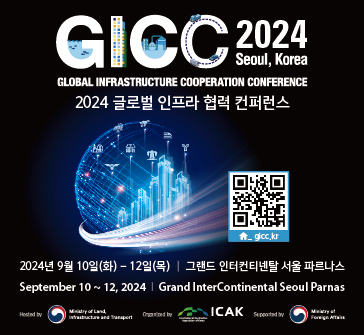 GICC 2024
Seoul, Korea
GLOBAL INFRASTRUCTURE COOPERATION CONFERENCE
2024 글로벌 인프라 협력 컨퍼런스
gicc.kr
2024년 9월 10일(화) – 12일(목) | 그랜드 인터컨티넨탈 서울 파르나스
September 10 ~ 12, 2024 | Grand InterContinental Seoul Parnas
Hosted by Ministry of Land, Infrastructure and Transport Organized by ICAK Supported by Ministry of Foreign Affairs